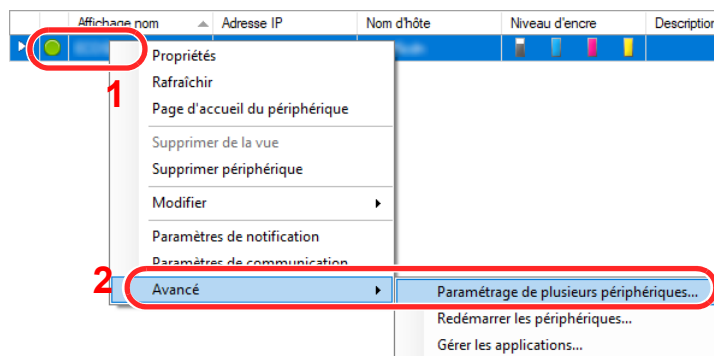 Affichage nom Adresse IP Nom d'hôte Niveau d'encre Description
1
Propriétés
Rafraîchir
Page d'accueil du périphérique
Supprimer de la vue
Supprimer périphérique
Modifier
Paramètres de notification
Paramètres de communication
2 Avancé Paramétrage de plusieurs périphériques...
Redémarrer les périphériques...
Gérer les applications...